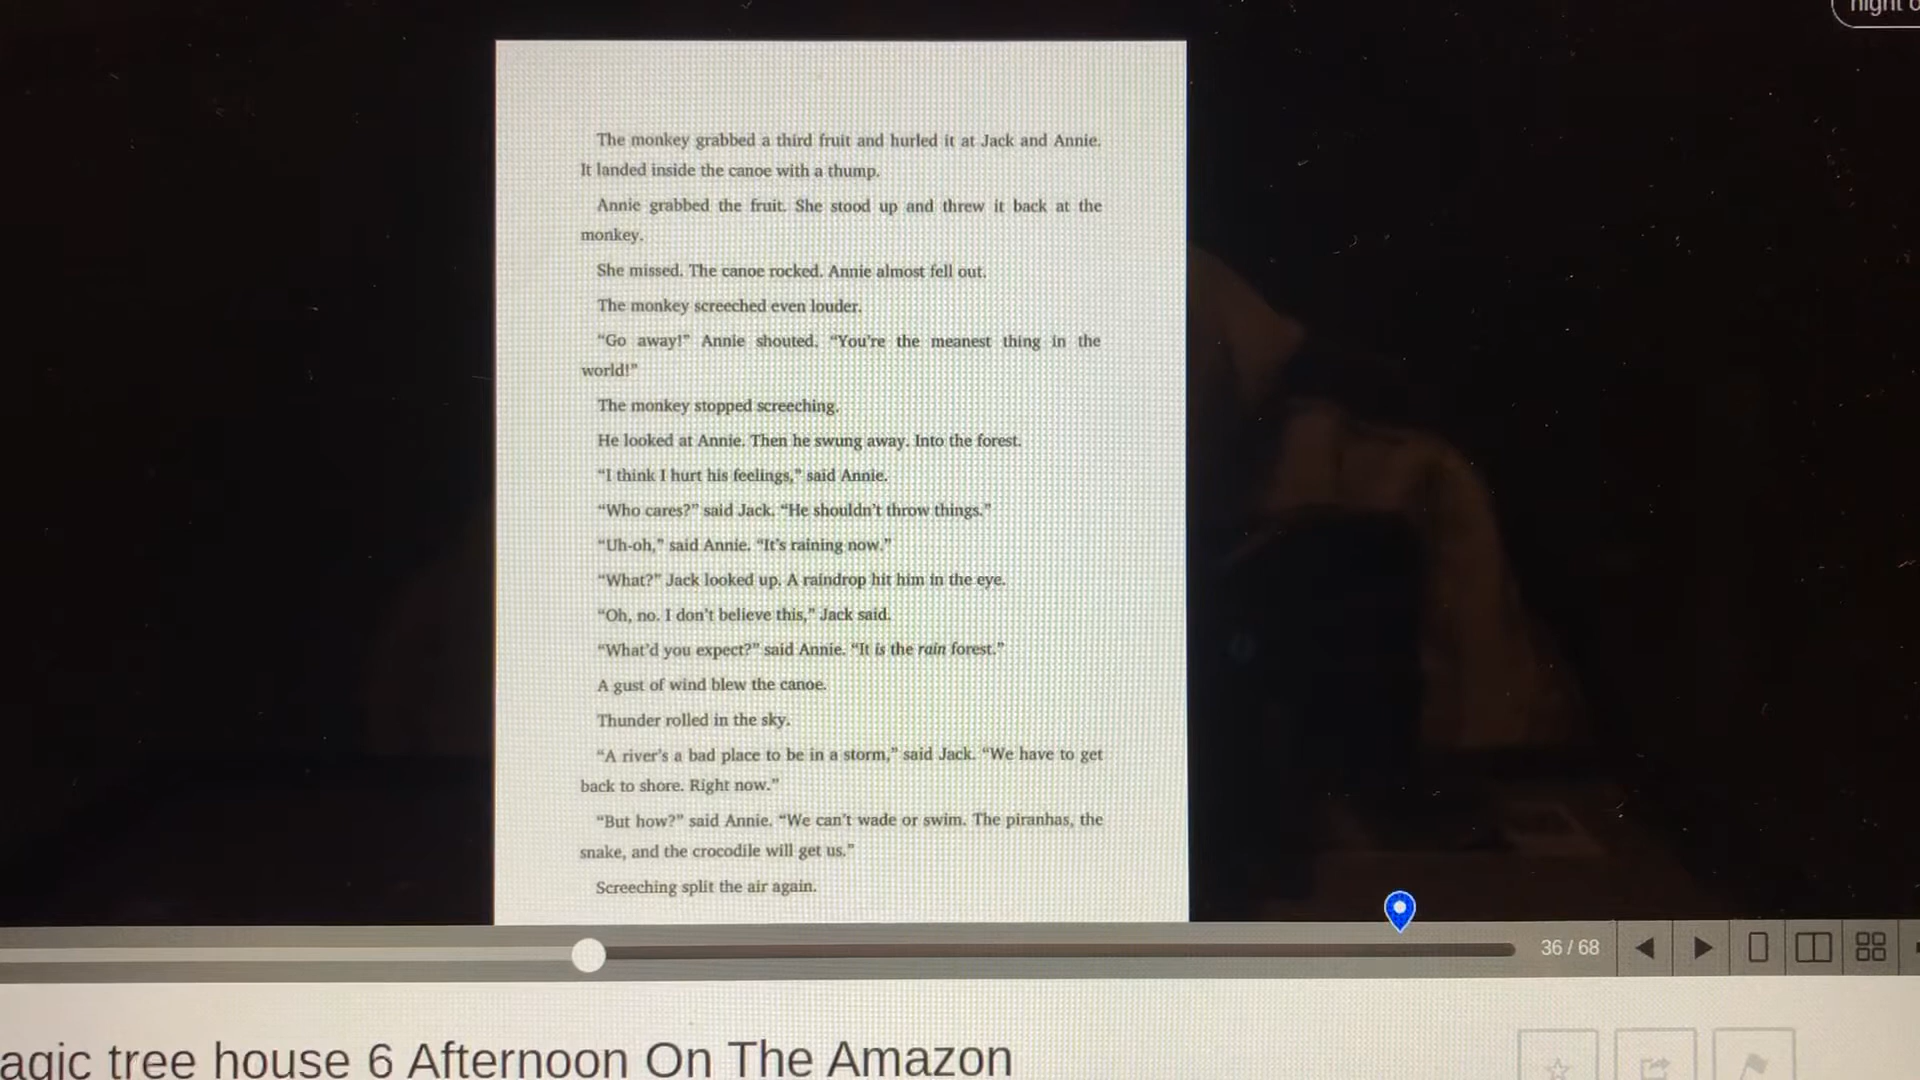 night
The monkey grabbed a third fruit and hurled it at Jack and Annie.
It landed inside the canoe with a thump.
Annie grabbed the fruit. She stood up and threw it back at the
monkey.
She missed. The canoe rocked. Annie almost fell out.
The monkey screeched even louder.
“Go away!” Annie shouted. “You’re the meanest thing in the
world!”
The monkey stopped screeching.
He looked at Annie. Then he swung away. Into the forest.
“I think I hurt his feelings,” said Annie.
“Who cares?” said Jack. “He shouldn’t throw things.”
“Uh-oh,” said Annie. “It’s raining now.”
“What?” Jack looked up. A raindrop hit him in the eye.
“Oh, no. I don’t believe this,” Jack said.
“What’d you expect?” said Annie. “It is the rain forest.”
A gust of wind blew the canoe.
Thunder rolled in the sky.
“A river’s a bad place to be in a storm,” said Jack. “We have to get
back to shore. Right now.”
“But how?” said Annie. “We can’t wade or swim. The piranhas, the
snake, and the crocodile will get us.”
Screeching split the air again.
36 / 68
agic tree house 6 Afternoon On The Amazon